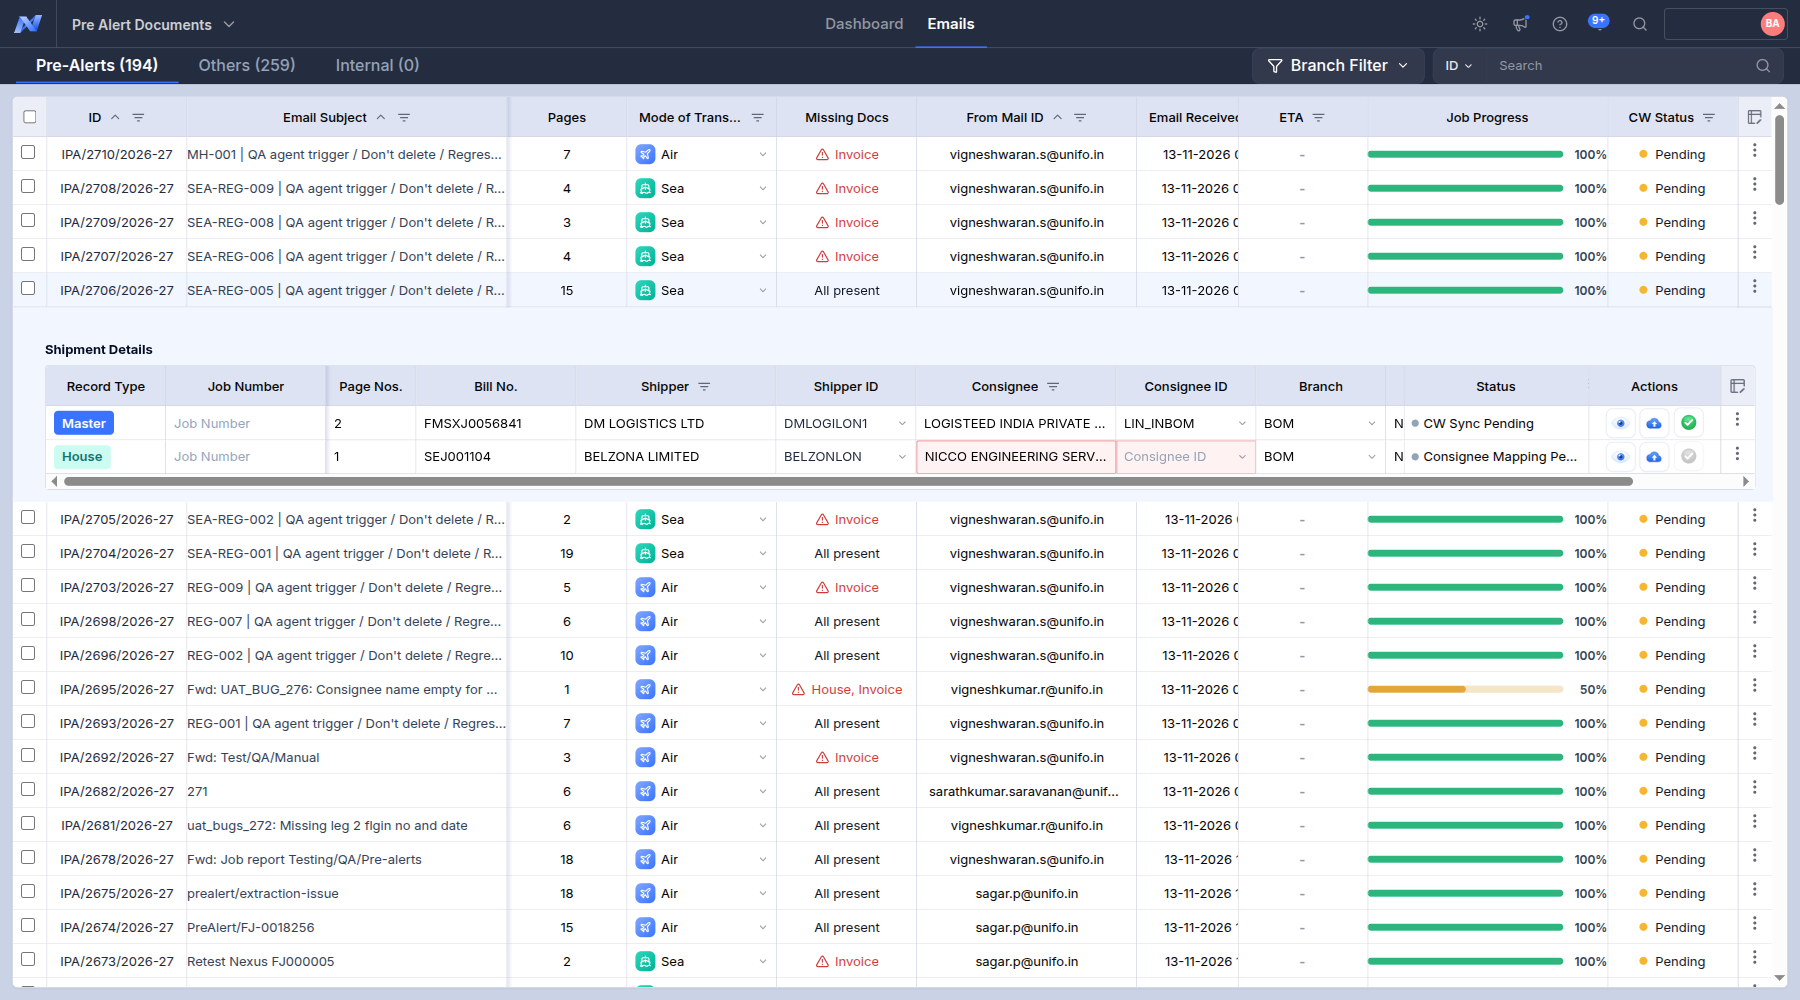 Pre Alert Documents
Dashboard
Emails
9+
BA
Pre-Alerts (194)
Others (259)
Internal (0)
Branch Filter
ID
Search
ID Email Subject Pages Mode of Trans... Missing Docs From Mail ID Email Received ETA Job Progress CW Status
IPA/2710/2026-27 MH-001 | QA agent trigger / Don't delete / Regres... 7 Air Invoice vigneshwaran.s@unifo.in 13-11-2026 - 100% Pending
IPA/2708/2026-27 SEA-REG-009 | QA agent trigger / Don't delete / R... 4 Sea Invoice vigneshwaran.s@unifo.in 13-11-2026 - 100% Pending
IPA/2709/2026-27 SEA-REG-008 | QA agent trigger / Don't delete / R... 3 Sea Invoice vigneshwaran.s@unifo.in 13-11-2026 - 100% Pending
IPA/2707/2026-27 SEA-REG-006 | QA agent trigger / Don't delete / R... 4 Sea Invoice vigneshwaran.s@unifo.in 13-11-2026 - 100% Pending
IPA/2706/2026-27 SEA-REG-005 | QA agent trigger / Don't delete / R... 15 Sea All present vigneshwaran.s@unifo.in 13-11-2026 - 100% Pending
Shipment Details
Record Type Job Number Page Nos. Bill No. Shipper Shipper ID Consignee Consignee ID Branch Status Actions
Master Job Number 2 FMSXJ0056841 DM LOGISTICS LTD DMLOGILON1 LOGISTEED INDIA PRIVATE ... LIN_INBOM BOM N CW Sync Pending
House Job Number 1 SEJ001104 BELZONA LIMITED BELZONLON NICCO ENGINEERING SERV... Consignee ID BOM N Consignee Mapping Pe...
IPA/2705/2026-27 SEA-REG-002 | QA agent trigger / Don't delete / R... 2 Sea Invoice vigneshwaran.s@unifo.in 13-11-2026 - 100% Pending
IPA/2704/2026-27 SEA-REG-001 | QA agent trigger / Don't delete / R... 19 Sea All present vigneshwaran.s@unifo.in 13-11-2026 - 100% Pending
IPA/2703/2026-27 REG-009 | QA agent trigger / Don't delete / Regre... 5 Air Invoice vigneshwaran.s@unifo.in 13-11-2026 - 100% Pending
IPA/2698/2026-27 REG-007 | QA agent trigger / Don't delete / Regre... 6 Air All present vigneshwaran.s@unifo.in 13-11-2026 - 100% Pending
IPA/2696/2026-27 REG-002 | QA agent trigger / Don't delete / Regre... 10 Air All present vigneshwaran.s@unifo.in 13-11-2026 - 100% Pending
IPA/2695/2026-27 Fwd: UAT_BUG_276: Consignee name empty for ... 1 Air House, Invoice vigneshkumar.r@unifo.in 13-11-2026 - 50% Pending
IPA/2693/2026-27 REG-001 | QA agent trigger / Don't delete / Regres... 7 Air All present vigneshwaran.s@unifo.in 13-11-2026 - 100% Pending
IPA/2692/2026-27 Fwd: Test/QA/Manual 3 Air Invoice vigneshwaran.s@unifo.in 13-11-2026 - 100% Pending
IPA/2682/2026-27 271 6 Air All present sarathkumar.saravanan@unif... 13-11-2026 - 100% Pending
IPA/2681/2026-27 uat_bugs_272: Missing leg 2 flgin no and date 6 Air All present vigneshkumar.r@unifo.in 13-11-2026 - 100% Pending
IPA/2678/2026-27 Fwd: Job report Testing/QA/Pre-alerts 18 Air All present vigneshwaran.s@unifo.in 13-11-2026 - 100% Pending
IPA/2675/2026-27 prealert/extraction-issue 18 Air All present sagar.p@unifo.in 13-11-2026 - 100% Pending
IPA/2674/2026-27 PreAlert/FJ-0018256 15 Air All present sagar.p@unifo.in 13-11-2026 - 100% Pending
IPA/2673/2026-27 Retest Nexus FJ000005 2 Sea Invoice sagar.p@unifo.in 13-11-2026 - 100% Pending